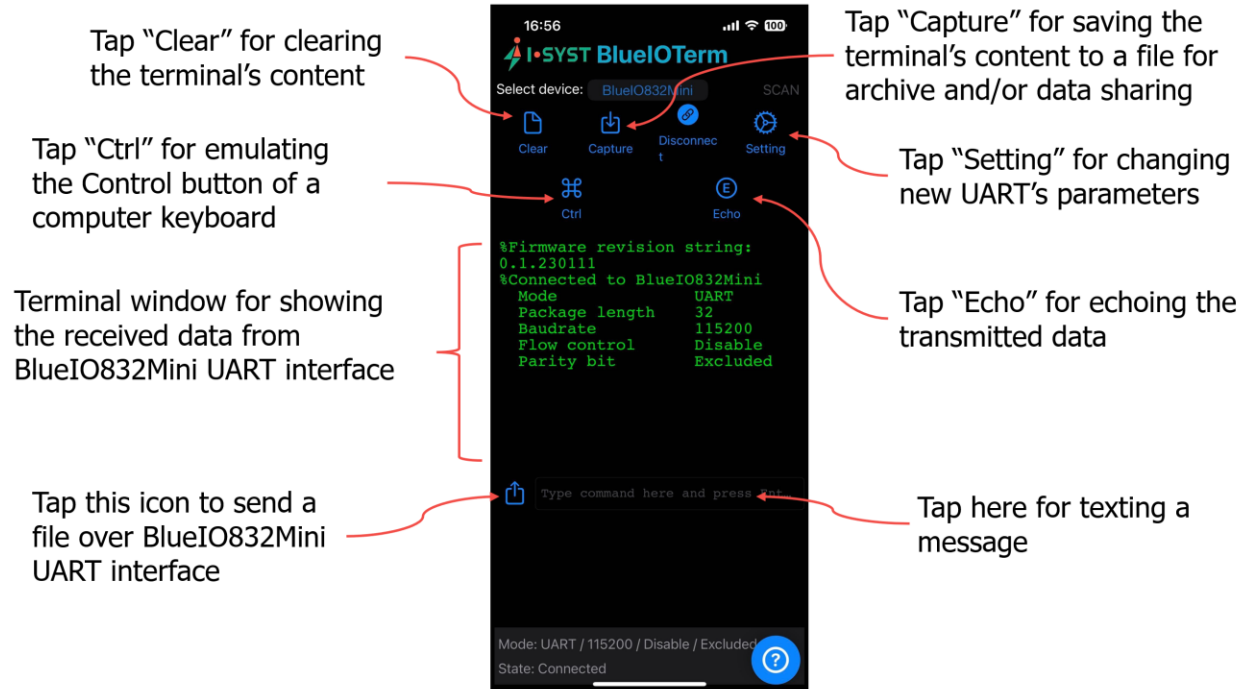 Tap “Clear” for clearing
the terminal’s content
Tap “Ctrl” for emulating
the Control button of a
computer keyboard
Terminal window for showing
the received data from
BlueIO832Mini UART interface
Tap this icon to send a
file over BlueIO832Mini
UART interface
16:56
100
I•SYST BlueIOTerm
Select device: BlueIO832Mini SCAN
Clear Capture Disconnec
t Setting
Ctrl Echo
E
%Firmware revision string:
0.1.230111
%Connected to BlueIO832Mini
Mode UART
Package length 32
Baudrate 115200
Flow control Disable
Parity bit Excluded
Type command here and press Ent…
Mode: UART / 115200 / Disable / Excluded
State: Connected
?
Tap “Capture” for saving the
terminal’s content to a file for
archive and/or data sharing
Tap “Setting” for changing
new UART’s parameters
Tap “Echo” for echoing the
transmitted data
Tap here for texting a
message